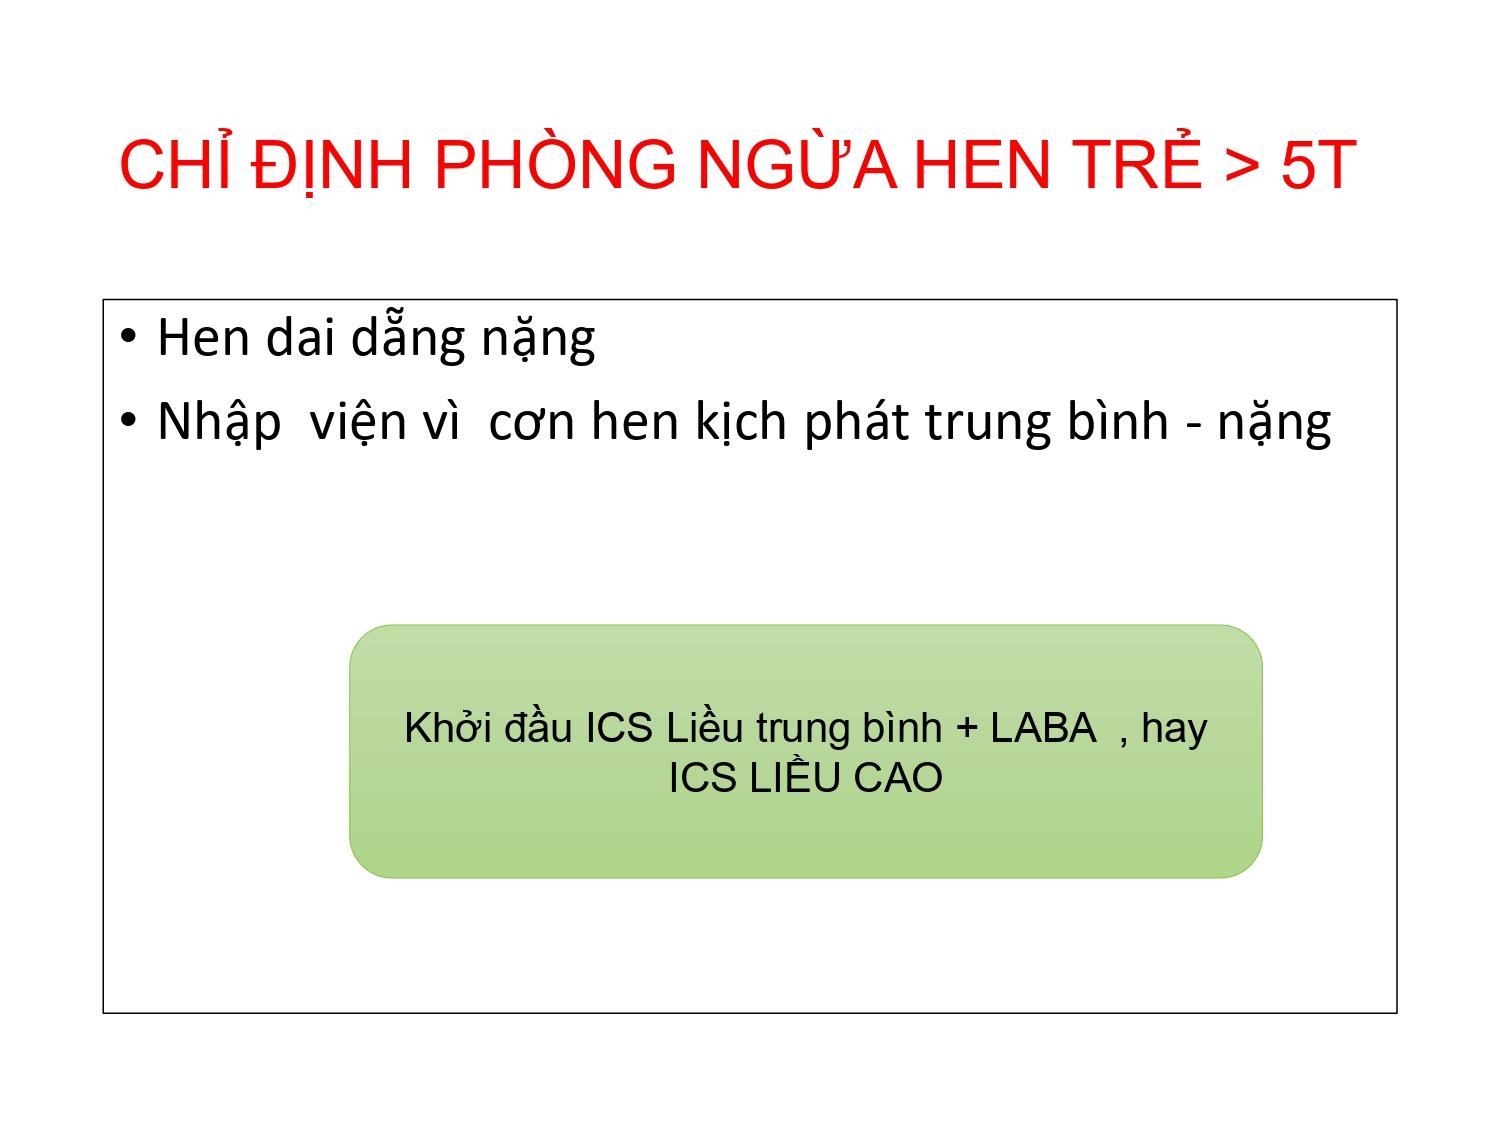 CHỈ ĐỊNH PHÒNG NGỪA HEN TRẺ > 5T
• Hen dai dẵng nặng
• Nhập  viện vì  cơn hen kịch phát trung bình - nặng
Khởi đầu ICS Liều trung bình + LABA  , hay
ICS LIỀU CAO